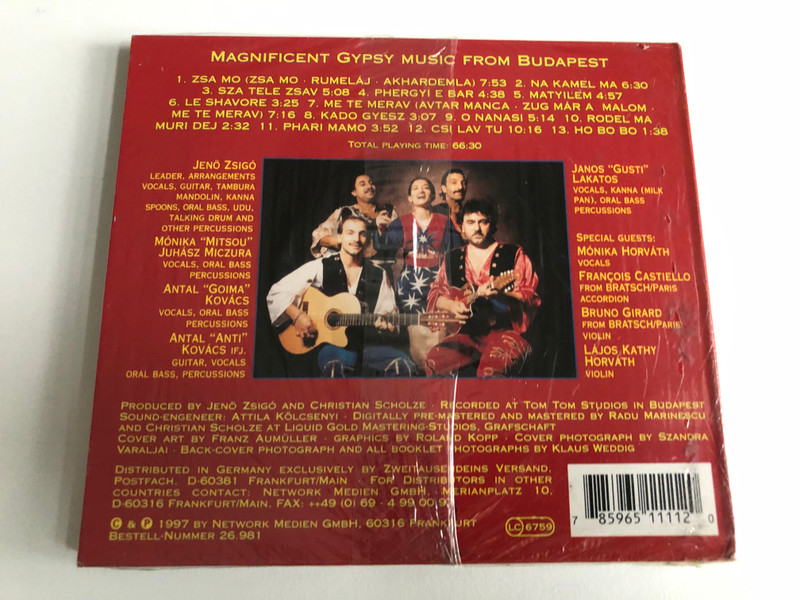 MAGNIFICENT GYPSY MUSIC FROM BUDAPEST
1. ZSA MO (ZSA MO · RUMELÁJ · AKHARDEMLA) 7:53 2. NA KAMEL MA 6:30
3. SZA TELE ZSAV 5:08 4. PHERGYI E BAR 4:38 5. MATYILEM 4:57
6. LE SHAVORE 3:25 7. ME TE MERAV (AVTAR MANCA · ZUG MÁR A MALOM ·
ME TE MERAV) 7:16 8. KADO GYESZ 3:07 9. O NANASI 5:14 10. RODEL MA
MURI DEJ 2:32 11. PHARI MAMO 3:52 12. CSI LAV TU 10:16 13. HO BO BO 1:38
TOTAL PLAYING TIME: 66:30
JENŐ ZSIGÓ
LEADER, ARRANGEMENTS
VOCALS, GUITAR, TAMBURA
MANDOLIN, KANNA
SPOONS, ORAL BASS, UDU,
TALKING DRUM AND
OTHER PERCUSSIONS
MÓNIKA "MITSOU"
JUHÁSZ MICZURA
VOCALS, ORAL BASS
PERCUSSIONS
ANTAL "GOIMA"
KOVÁCS
VOCALS, ORAL BASS
PERCUSSIONS
ANTAL "ANTI"
KOVÁCS IFJ.
GUITAR, VOCALS
ORAL BASS, PERCUSSIONS
JANOS "GUSTI"
LAKATOS
VOCALS, KANNA (MILK
PAN), ORAL BASS
PERCUSSIONS
SPECIAL GUESTS:
MÓNIKA HORVÁTH
VOCALS
FRANÇOIS CASTIELLO
FROM BRATSCH/PARIS
ACCORDION
BRUNO GIRARD
FROM BRATSCH/PARIS
VIOLIN
LÁJOS KATHY
HORVÁTH
VIOLIN
PRODUCED BY JENŐ ZSIGÓ AND CHRISTIAN SCHOLZE · RECORDED AT TOM TOM STUDIOS IN BUDAPEST
SOUND-ENGENEER: ATTILA KÖLCSENYI · DIGITALLY PRE-MASTERED AND MASTERED BY RADU MARINESCU
AND CHRISTIAN SCHOLZE AT LIQUID GOLD MASTERING-STUDIOS, GRAFSCHAFT
COVER ART BY FRANZ AUMÜLLER · GRAPHICS BY ROLAND KOPP · COVER PHOTOGRAPH BY SZANDRA
VARALJAI · BACK-COVER PHOTOGRAPH AND ALL BOOKLET PHOTOGRAPHS BY KLAUS WEDDIG
DISTRIBUTED IN GERMANY EXCLUSIVELY BY ZWEITAUSENDEINS VERSAND,
POSTFACH, D-60381 FRANKFURT/MAIN · FOR DISTRIBUTORS IN OTHER
COUNTRIES CONTACT: NETWORK MEDIEN GMBH, MERIANPLATZ 10,
D-60316 FRANKFURT/MAIN, FAX: ++49 (0) 69 - 4 99 00 97
© & ℗ 1997 BY NETWORK MEDIEN GMBH, 60316 FRANKFURT
BESTELL-NUMMER 26.981
LC 6759
7 85965 11112 0